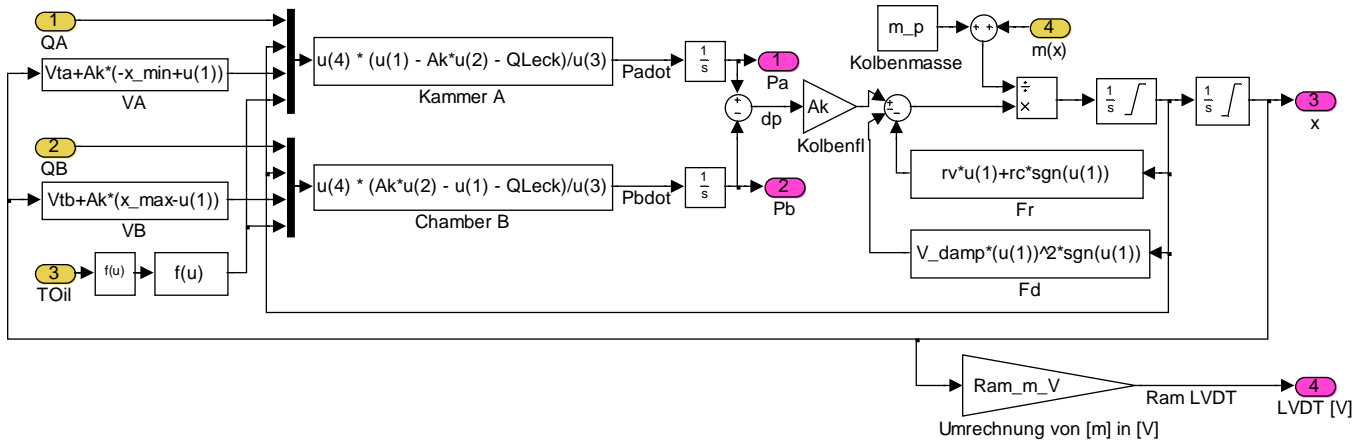 1
QA
Vta+Ak*(-x_min+u(1))
VA
2
QB
Vtb+Ak*(x_max-u(1))
VB
3
TOil
f(u)
f(u)
u(4) * (u(1) - Ak*u(2) - QLeck)/u(3)
Kammer A
Padot
1
s
u(4) * (Ak*u(2) - u(1) - QLeck)/u(3)
Chamber B
Pbdot
1
s
1
Pa
2
Pb
+
−
dp
Ak
Kolbenfl
+
−
−
m_p
Kolbenmasse
+ +
4
m(x)
÷
×
1
s
1
s
3
x
rv*u(1)+rc*sgn(u(1))
Fr
V_damp*(u(1))^2*sgn(u(1))
Fd
Ram_m_V
Umrechnung von [m] in [V]
Ram LVDT
4
LVDT [V]